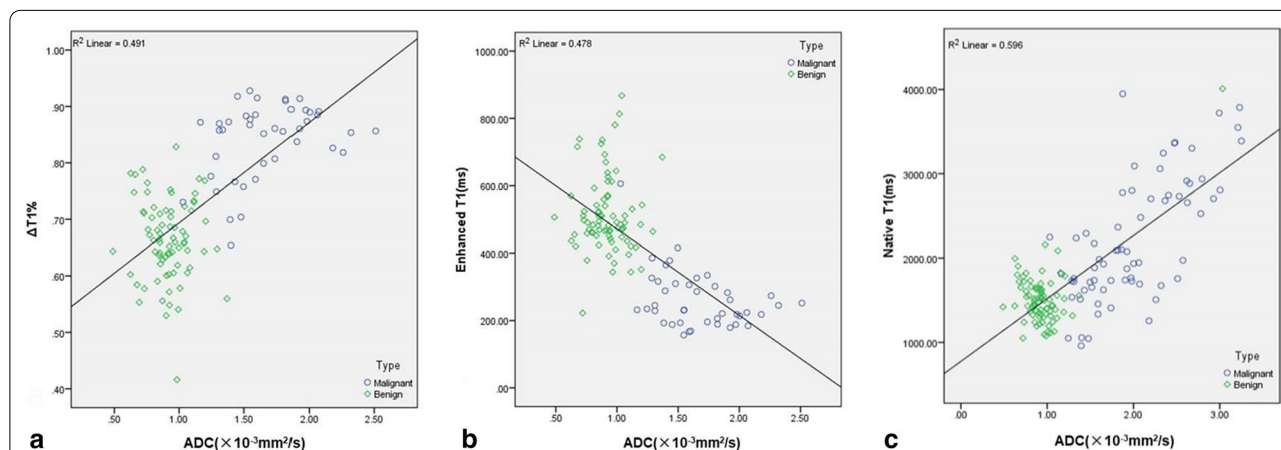 R² Linear = 0.491
ΔT1%
1.00
.90
.80
.70
.60
.50
.40
Type
Malignant
Benign
.50 1.00 1.50 2.00 2.50
ADC(×10⁻³mm²/s)
a
R² Linear = 0.478
Type
Malignant
Benign
Enhanced T1(ms)
1000.00
800.00
600.00
400.00
200.00
.00
.50 1.00 1.50 2.00 2.50
ADC(×10⁻³mm²/s)
b
R² Linear = 0.596
Native T1(ms)
4000.00
3000.00
2000.00
1000.00
Type
Malignant
Benign
.00 1.00 2.00 3.00
ADC(×10⁻³mm²/s)
c